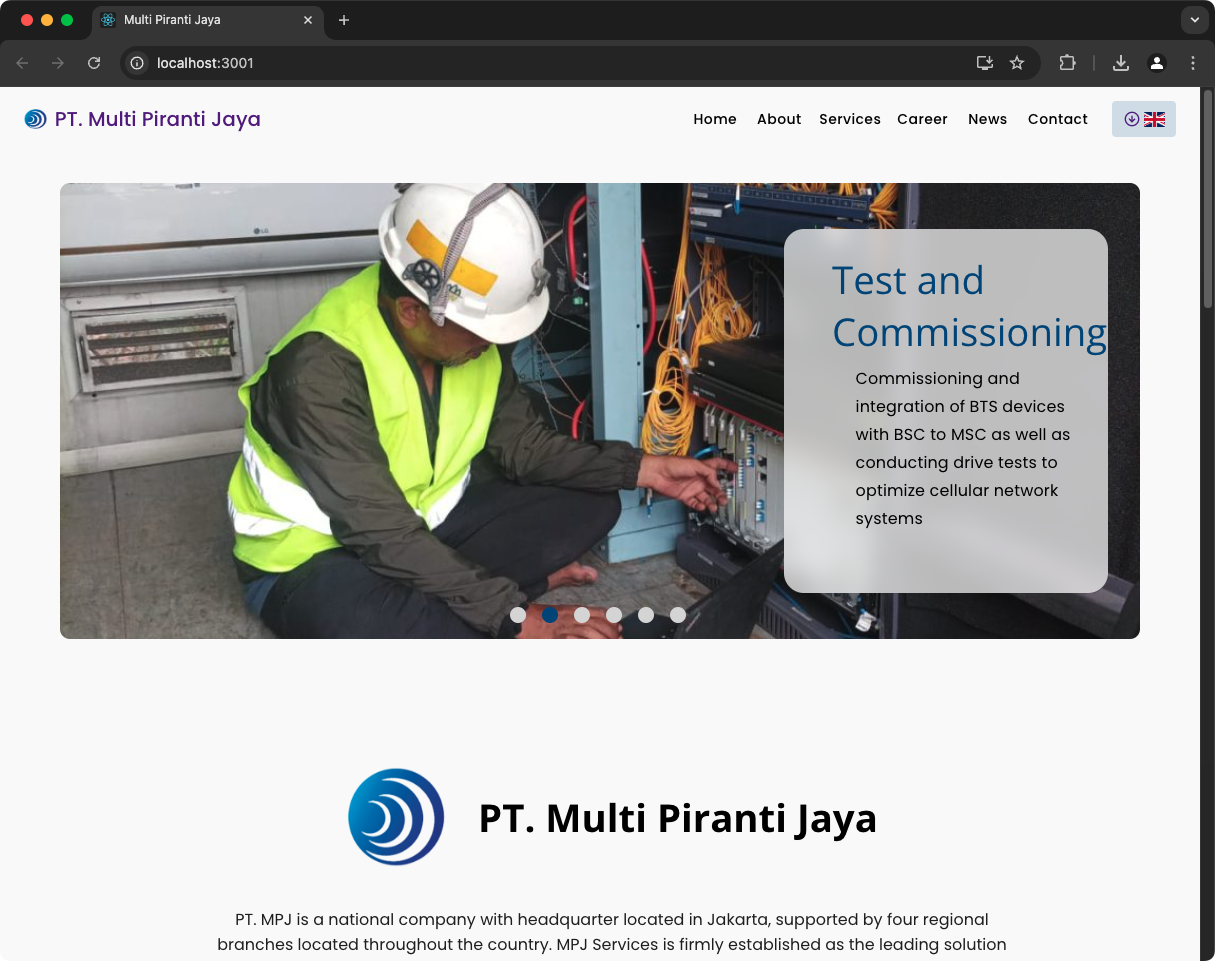 Multi Piranti Jaya
localhost:3001
PT. Multi Piranti Jaya
Home About Services Career News Contact
LG
Test and
Commissioning
Commissioning and
integration of BTS devices
with BSC to MSC as well as
conducting drive tests to
optimize cellular network
systems
PT. Multi Piranti Jaya
PT. MPJ is a national company with headquarter located in Jakarta, supported by four regional
branches located throughout the country. MPJ Services is firmly established as the leading solution